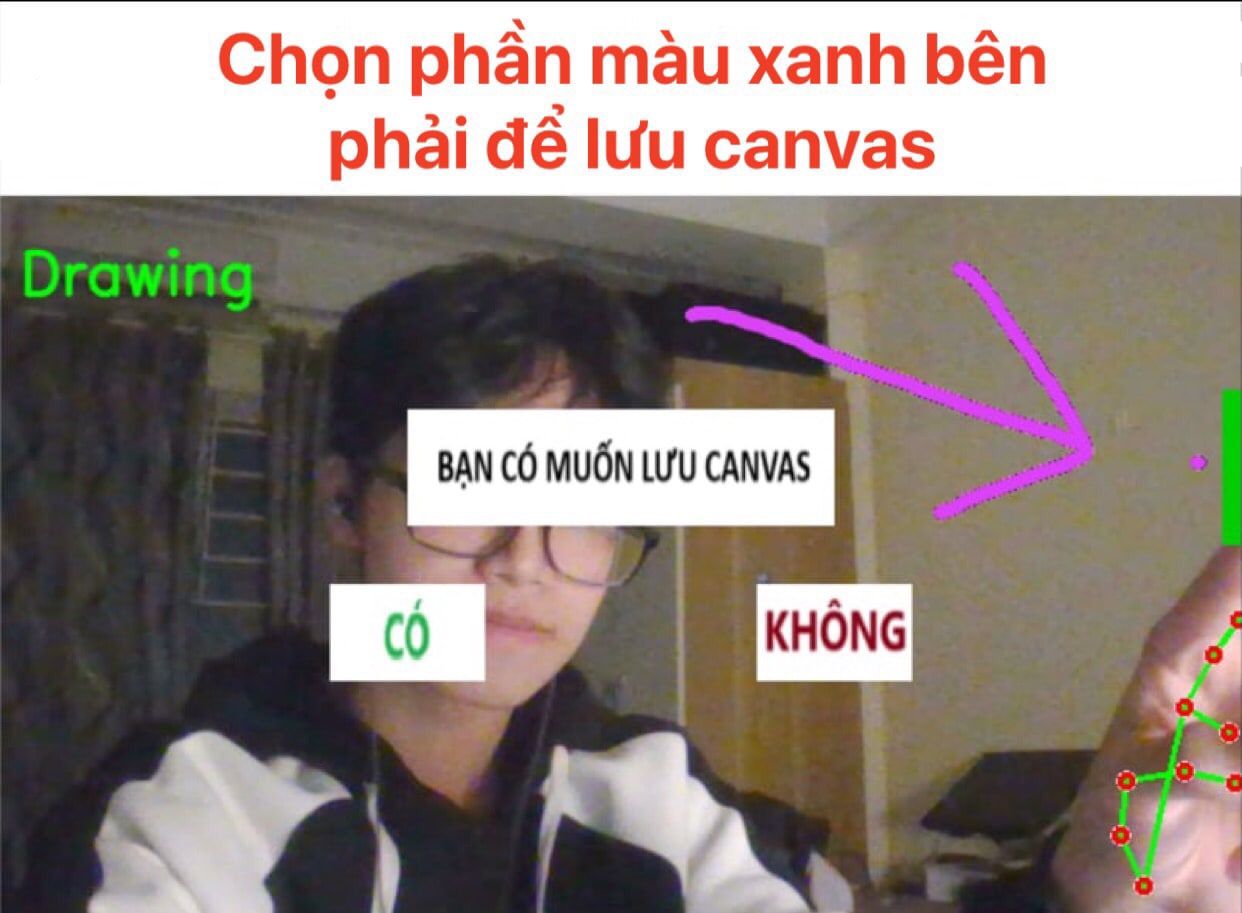 Chọn phần màu xanh bên
phải để lưu canvas
Drawing
BẠN CÓ MUỐN LƯU CANVAS
CÓ
KHÔNG